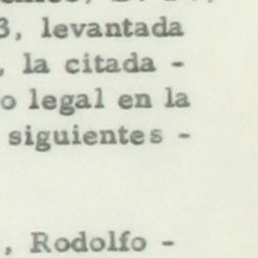 3, levantada
, la citada -
o legal en la
siguientes -
, Rodolfo -